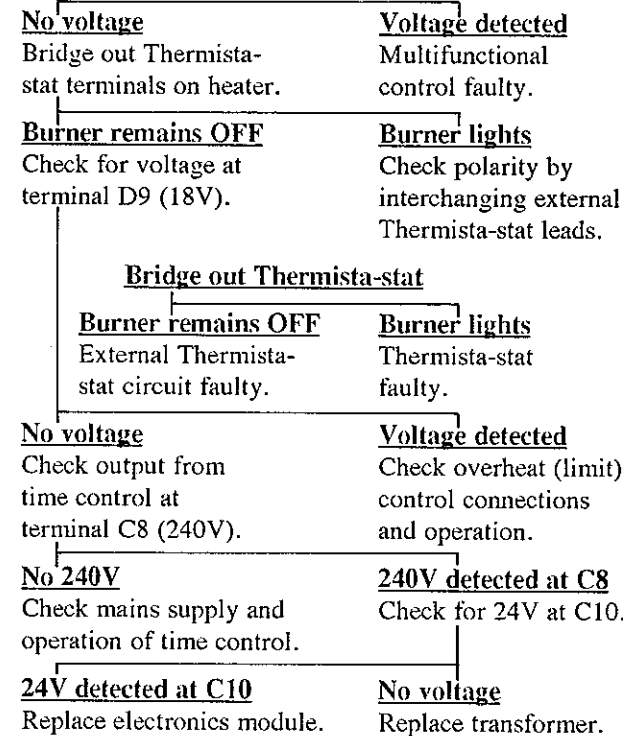 No voltage
Bridge out Thermista-
stat terminals on heater.
Voltage detected
Multifunctional
control faulty.
Burner remains OFF
Check for voltage at
terminal D9 (18V).
Burner lights
Check polarity by
interchanging external
Thermista-stat leads.
Bridge out Thermista-stat
Burner remains OFF
External Thermista-
stat circuit faulty.
Burner lights
Thermista-stat
faulty.
No voltage
Check output from
time control at
terminal C8 (240V).
Voltage detected
Check overheat (limit)
control connections
and operation.
No 240V
Check mains supply and
operation of time control.
240V detected at C8
Check for 24V at C10.
24V detected at C10
Replace electronics module.
No voltage
Replace transformer.